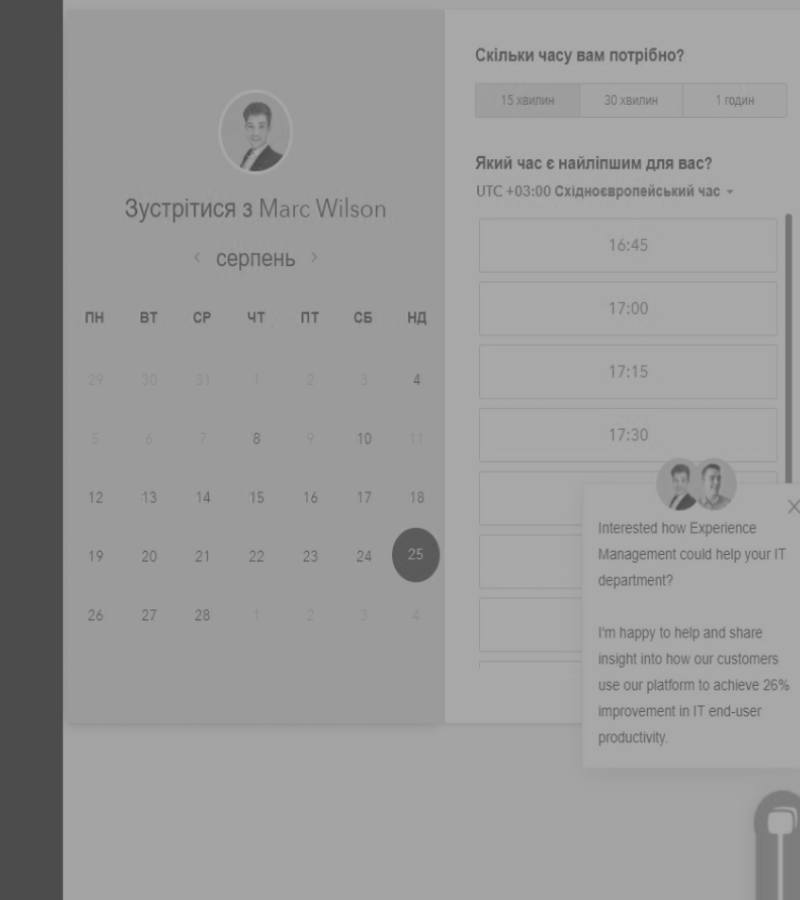 Зустрітися з Marc Wilson
‹ серпень ›
ПН ВТ СР ЧТ ПТ СБ НД
29 30 31 1 2 3 4
5 6 7 8 9 10 11
12 13 14 15 16 17 18
19 20 21 22 23 24 25
26 27 28 1 2 3 4
Скільки часу вам потрібно?
15 хвилин 30 хвилин 1 годин
Який час є найліпшим для вас?
UTC +03:00 Східноєвропейський час
16:45
17:00
17:15
17:30
Interested how Experience
Management could help your IT
department?
I'm happy to help and share
insight into how our customers
use our platform to achieve 26%
improvement in IT end-user
productivity.